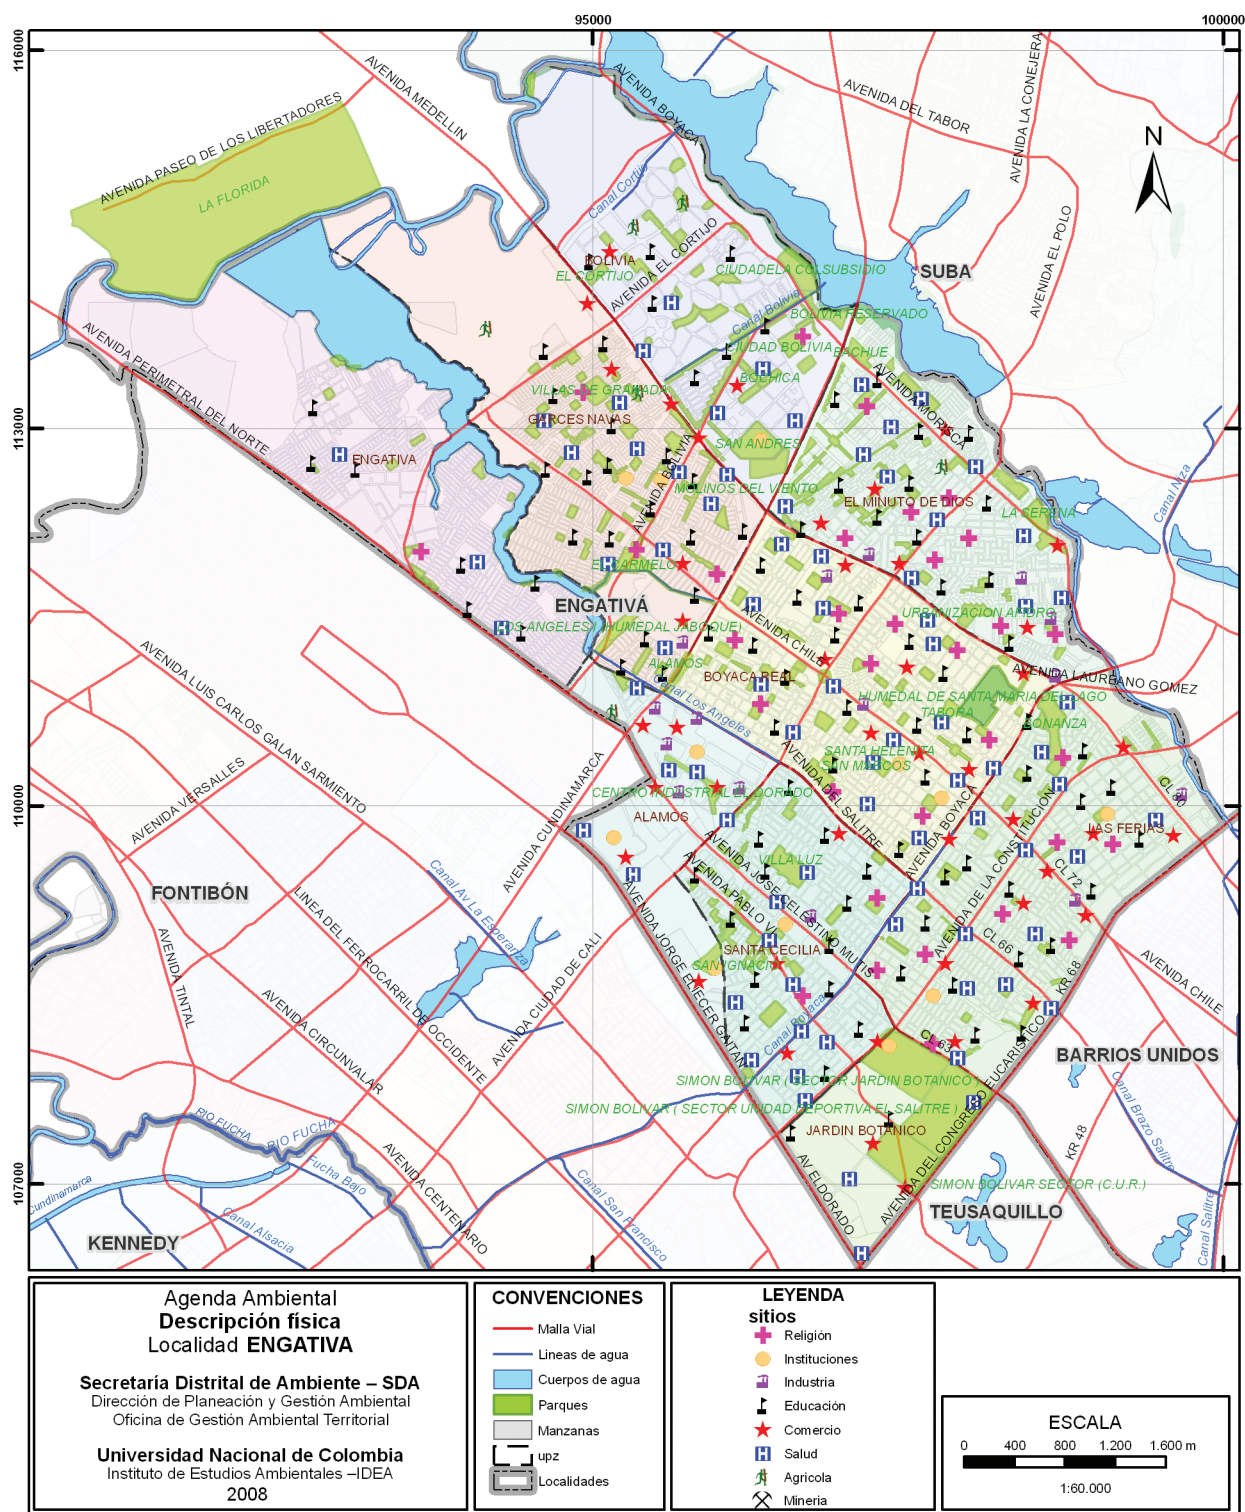 95000
100000
116000
113000
110000
107000
AVENIDA MEDELLIN
AVENIDA BOYACA
AVENIDA DEL TABOR
AVENIDA LA CONEJERA
AVENIDA PASEO DE LOS LIBERTADORES
LA FLORIDA
N
Canal Cortijo
AVENIDA EL POLO
AVENIDA EL CORTIJO
BOLIVIA
EL CORTIJO
CIUDADELA COLSUBSIDIO
SUBA
Canal Bolivia
BOLIVIA RESERVADO
AVENIDA PERIMETRAL DEL NORTE
CIUDAD BOLIVIA
BACHUE
BOCHICA
AVENIDA MORISCA
VILLAS DE GRANADA
GARCES NAVAS
SAN ANDRES
ENGATIVA
AVENIDA BOLIVIA
MOLINOS DEL VIENTO
EL MINUTO DE DIOS
LA SERENA
Canal Niza
EL CARMELO
ENGATIVÁ
LOS ANGELES I (HUMEDAL JABOQUE)
AVENIDA CHILE
URBANIZACION AFIDRO
ALAMOS
BOYACA REAL
AVENIDA LAUREANO GOMEZ
Canal Los Angeles
HUMEDAL DE SANTA MARIA DEL LAGO
TABORA
BONANZA
AVENIDA LUIS CARLOS GALAN SARMIENTO
AVENIDA VERSALLES
AVENIDA CUNDINAMARCA
SANTA HELENITA
SAN MARCOS
CENTRO INDUSTRIAL EL DORADO
AVENIDA DEL SALITRE
AVENIDA BOYACA
CL 80
ALAMOS
LAS FERIAS
AVENIDA DE LA CONSTITUCION
AVENIDA JOSE CELESTINO MUTIS
AVENIDA PABLO VI
VILLA LUZ
CL 72
FONTIBÓN
Canal Av La Esperanza
LINEA DEL FERROCARRIL DE OCCIDENTE
AVENIDA JORGE ELIECER GAITAN
AVENIDA CIUDAD DE CALI
AVENIDA TINTAL
SANTA CECILIA
SAN IGNACIO
CL 66
KR 68
AVENIDA CHILE
AVENIDA CIRCUNVALAR
Canal Boyaca
CL 63
BARRIOS UNIDOS
SIMON BOLIVAR ( SECTOR JARDIN BOTANICO )
SIMON BOLIVAR ( SECTOR UNIDAD DEPORTIVA EL SALITRE )
JARDIN BOTANICO
RIO FUCHA
RIO FUCHA
Fucha Bajo
AVENIDA CENTENARIO
Cundinamarca
Canal Alsacia
Canal San Francisco
AV ELDORADO
AVENIDA DEL CONGRESO EUCARISTICO
SIMON BOLIVAR SECTOR (C.U.R.)
TEUSAQUILLO
KR 48
Canal Brazo Salitre
Canal Salitre
KENNEDY
Agenda Ambiental
Descripción física
Localidad ENGATIVA
Secretaría Distrital de Ambiente – SDA
Dirección de Planeación y Gestión Ambiental
Oficina de Gestión Ambiental Territorial
Universidad Nacional de Colombia
Instituto de Estudios Ambientales –IDEA
2008
CONVENCIONES
Malla Vial
Lineas de agua
Cuerpos de agua
Parques
Manzanas
upz
Localidades
LEYENDA
sitios
Religión
Instituciones
Industria
Educación
Comercio
Salud
Agricola
Mineria
ESCALA
0 400 800 1.200 1.600 m
1:60.000